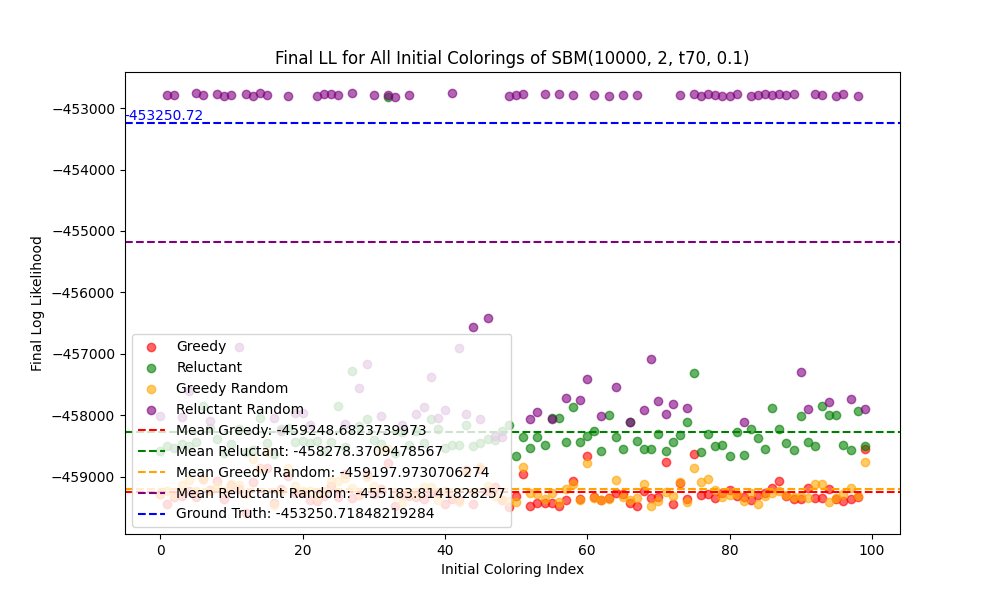 Final LL for All Initial Colorings of SBM(10000, 2, t70, 0.1)
Final Log Likelihood
−453000
−454000
−455000
−456000
−457000
−458000
−459000
-453250.72
Greedy
Reluctant
Greedy Random
Reluctant Random
Mean Greedy: -459248.6823739973
Mean Reluctant: -458278.3709478567
Mean Greedy Random: -459197.9730706274
Mean Reluctant Random: -455183.8141828257
Ground Truth: -453250.71848219284
0 20 40 60 80 100
Initial Coloring Index